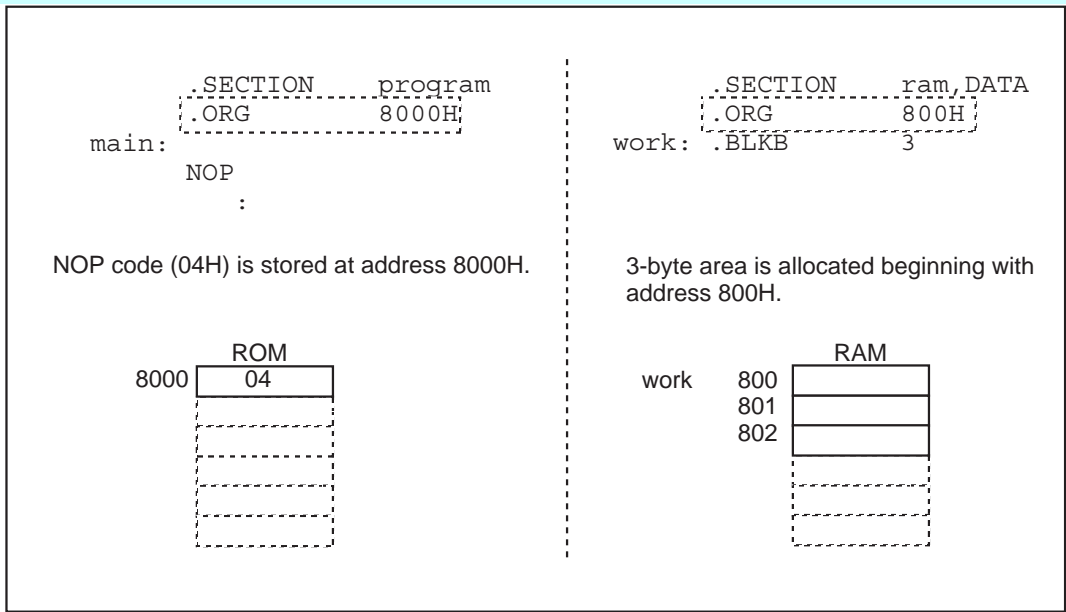 .SECTION program
.ORG 8000H
main:
NOP
:
NOP code (04H) is stored at address 8000H.
ROM
8000 04
.SECTION ram,DATA
.ORG 800H
work: .BLKB 3
3-byte area is allocated beginning with
address 800H.
RAM
work 800
801
802